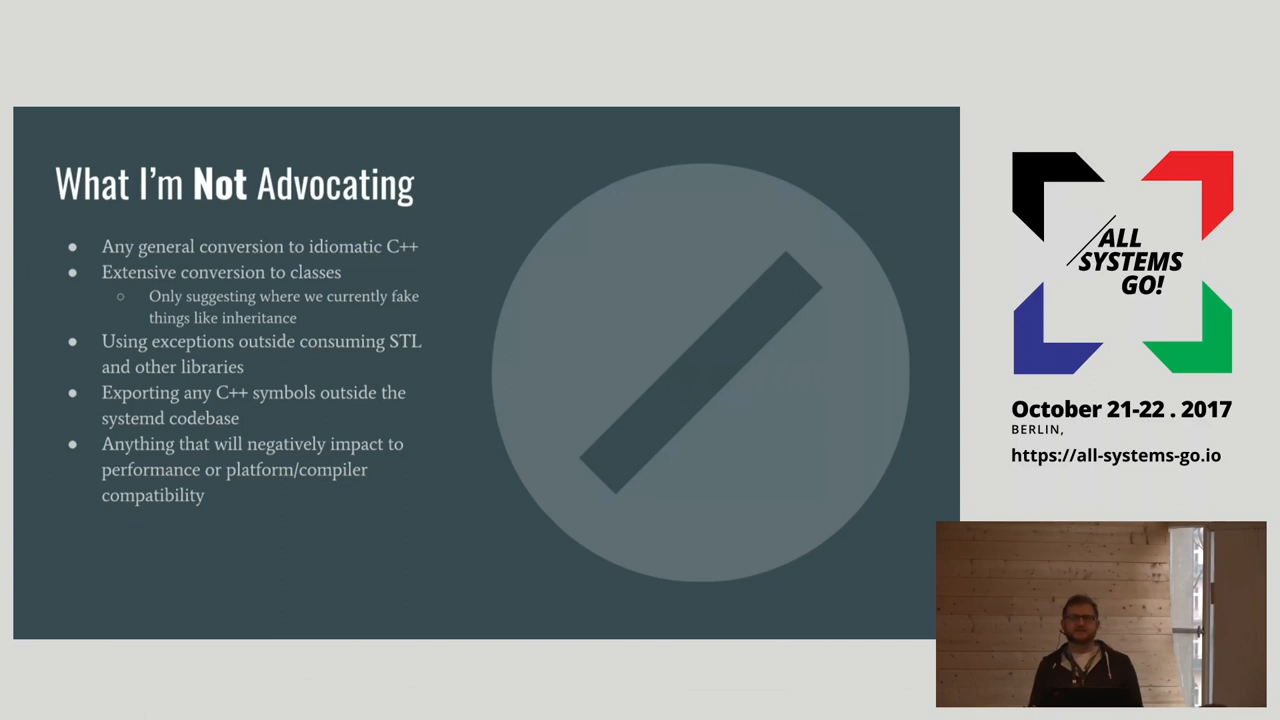 What I'm Not Advocating
● Any general conversion to idiomatic C++
● Extensive conversion to classes
○ Only suggesting where we currently fake
things like inheritance
● Using exceptions outside consuming STL
and other libraries
● Exporting any C++ symbols outside the
systemd codebase
● Anything that will negatively impact to
performance or platform/compiler
compatibility
ALL
SYSTEMS
GO!
October 21-22 . 2017
BERLIN,
https://all-systems-go.io